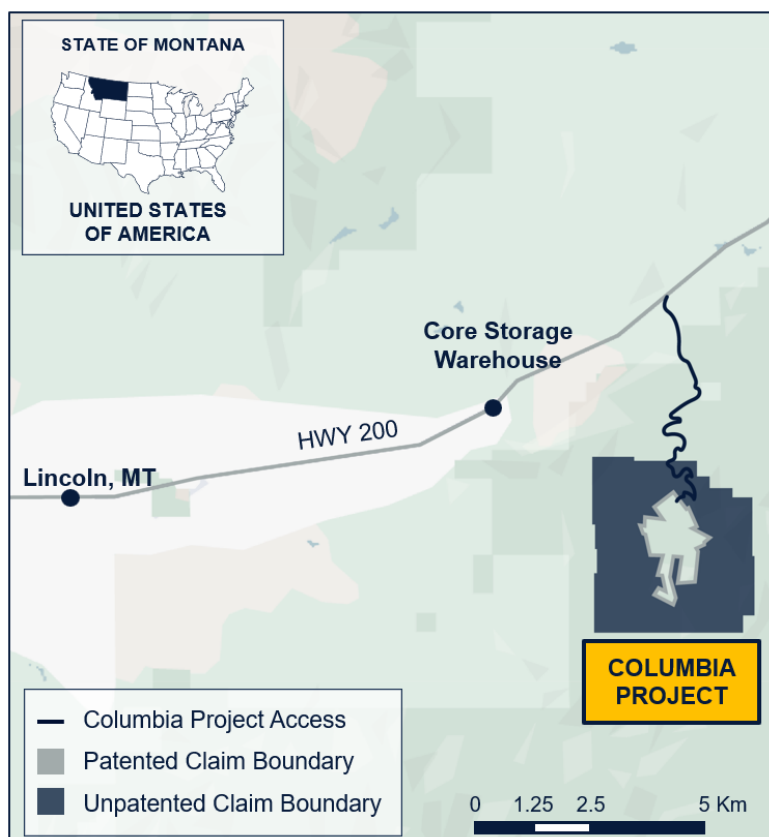 STATE OF MONTANA
UNITED STATES
OF AMERICA
Core Storage
Warehouse
HWY 200
Lincoln, MT
COLUMBIA
PROJECT
Columbia Project Access
Patented Claim Boundary
Unpatented Claim Boundary
0 1.25 2.5 5 Km